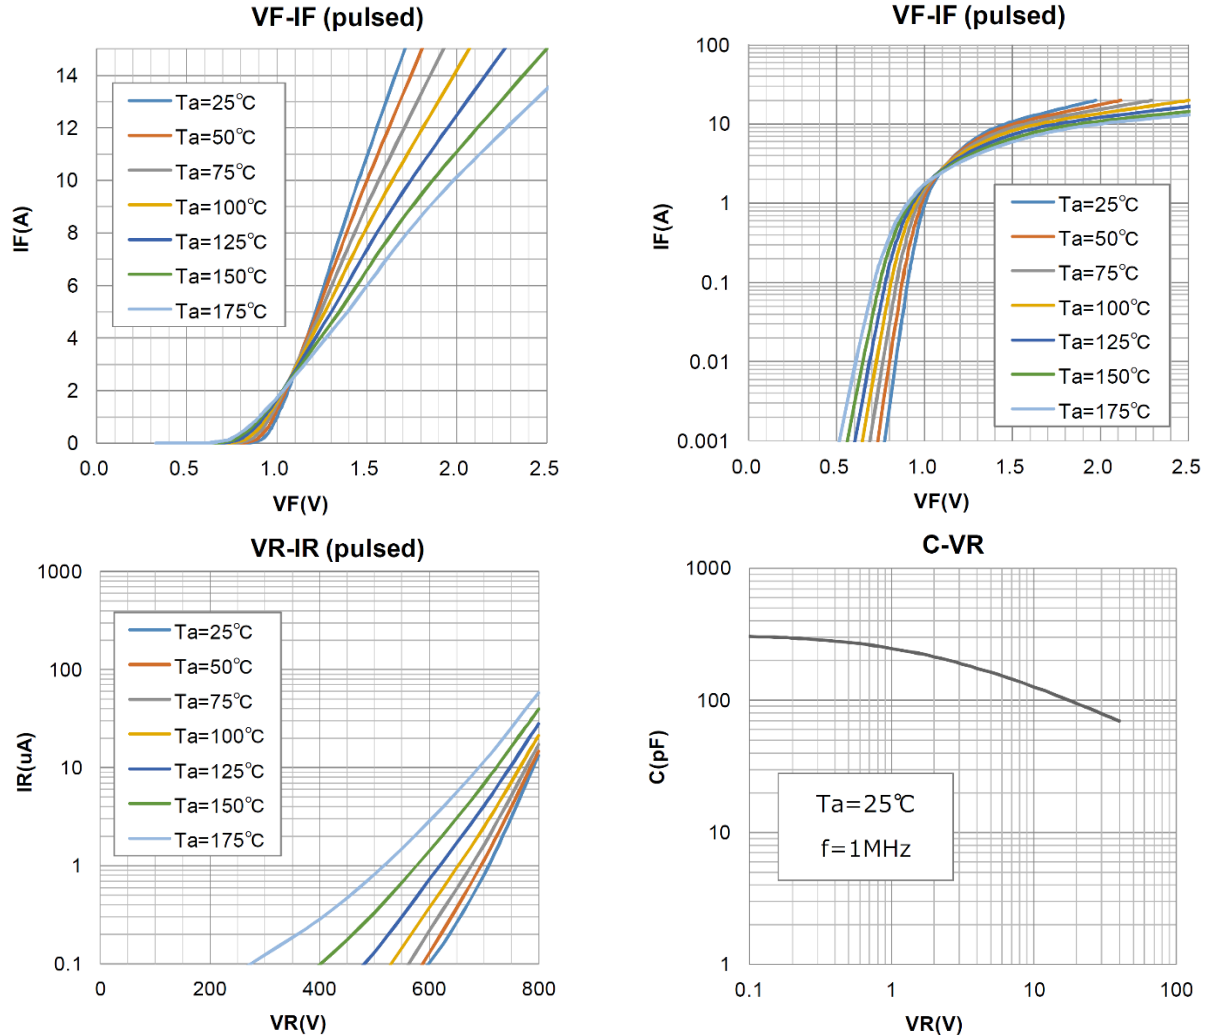 VF-IF (pulsed)
14
12
10
8
6
4
2
0
IF(A)
Ta=25℃
Ta=50℃
Ta=75℃
Ta=100℃
Ta=125℃
Ta=150℃
Ta=175℃
0.0 0.5 1.0 1.5 2.0 2.5
VF(V)
VF-IF (pulsed)
100
10
1
0.1
0.01
0.001
IF(A)
Ta=25℃
Ta=50℃
Ta=75℃
Ta=100℃
Ta=125℃
Ta=150℃
Ta=175℃
0.0 0.5 1.0 1.5 2.0 2.5
VF(V)
VR-IR (pulsed)
1000
100
10
1
0.1
IR(uA)
Ta=25℃
Ta=50℃
Ta=75℃
Ta=100℃
Ta=125℃
Ta=150℃
Ta=175℃
0 200 400 600 800
VR(V)
C-VR
1000
100
10
1
C(pF)
Ta=25℃
f=1MHz
0.1 1 10 100
VR(V)